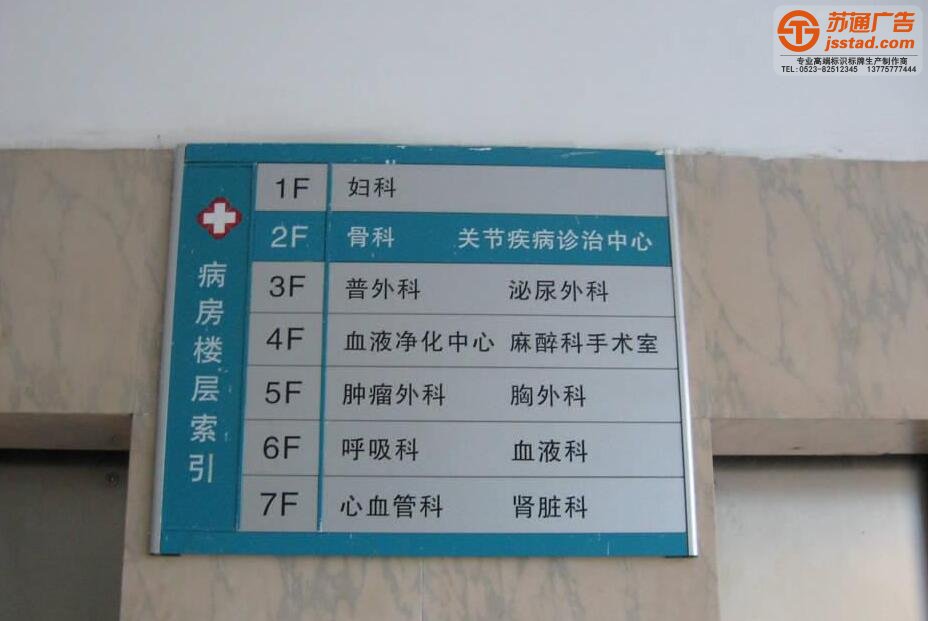 苏通广告
jsstad.com
专业高端标识标牌生产制作商
TEL:0523-82512345 13775777444
病房楼层索引
1F 妇科
2F 骨科 关节疾病诊治中心
3F 普外科 泌尿外科
4F 血液净化中心 麻醉科手术室
5F 肿瘤外科 胸外科
6F 呼吸科 血液科
7F 心血管科 肾脏科